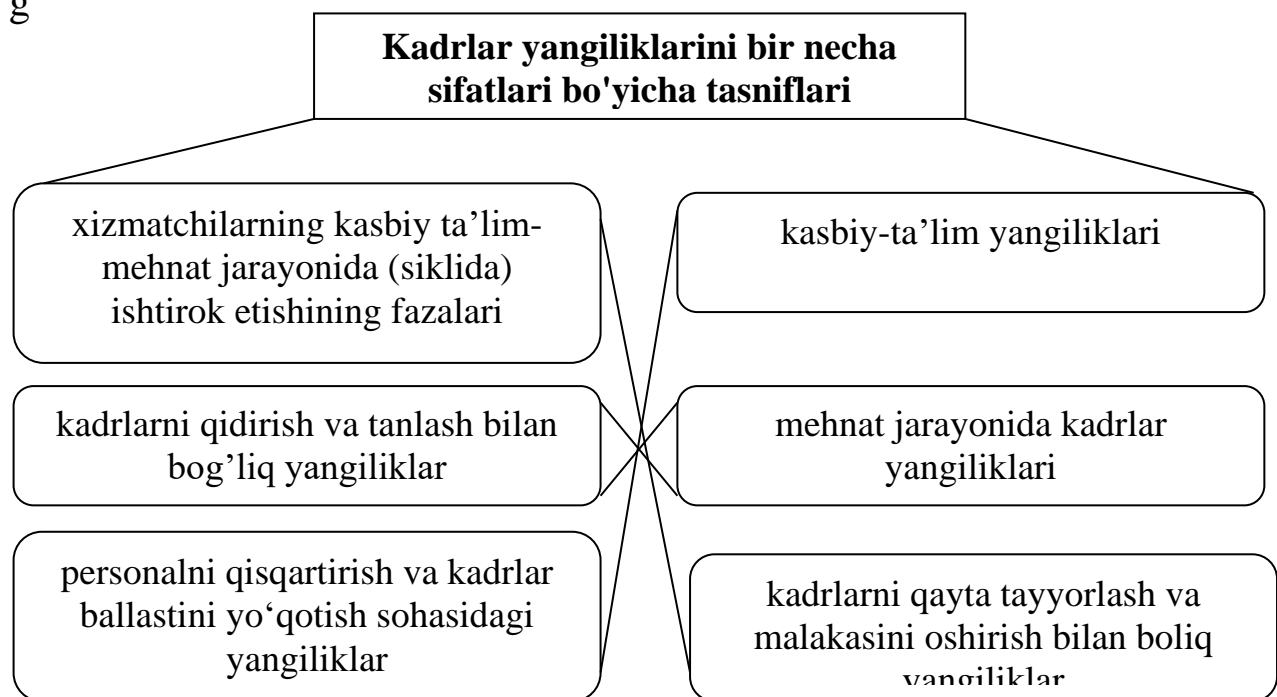 g
Kadrlar yangiliklarini bir necha
sifatlari bo'yicha tasniflari
xizmatchilarning kasbiy ta’lim-
mehnat jarayonida (siklida)
ishtirok etishining fazalari
kasbiy-ta’lim yangiliklari
kadrlarni qidirish va tanlash bilan
bog’liq yangiliklar
mehnat jarayonida kadrlar
yangiliklari
personalni qisqartirish va kadrlar
ballastini yo‘qotish sohasidagi
yangiliklar
kadrlarni qayta tayyorlash va
malakasini oshirish bilan boliq
yangiliklar